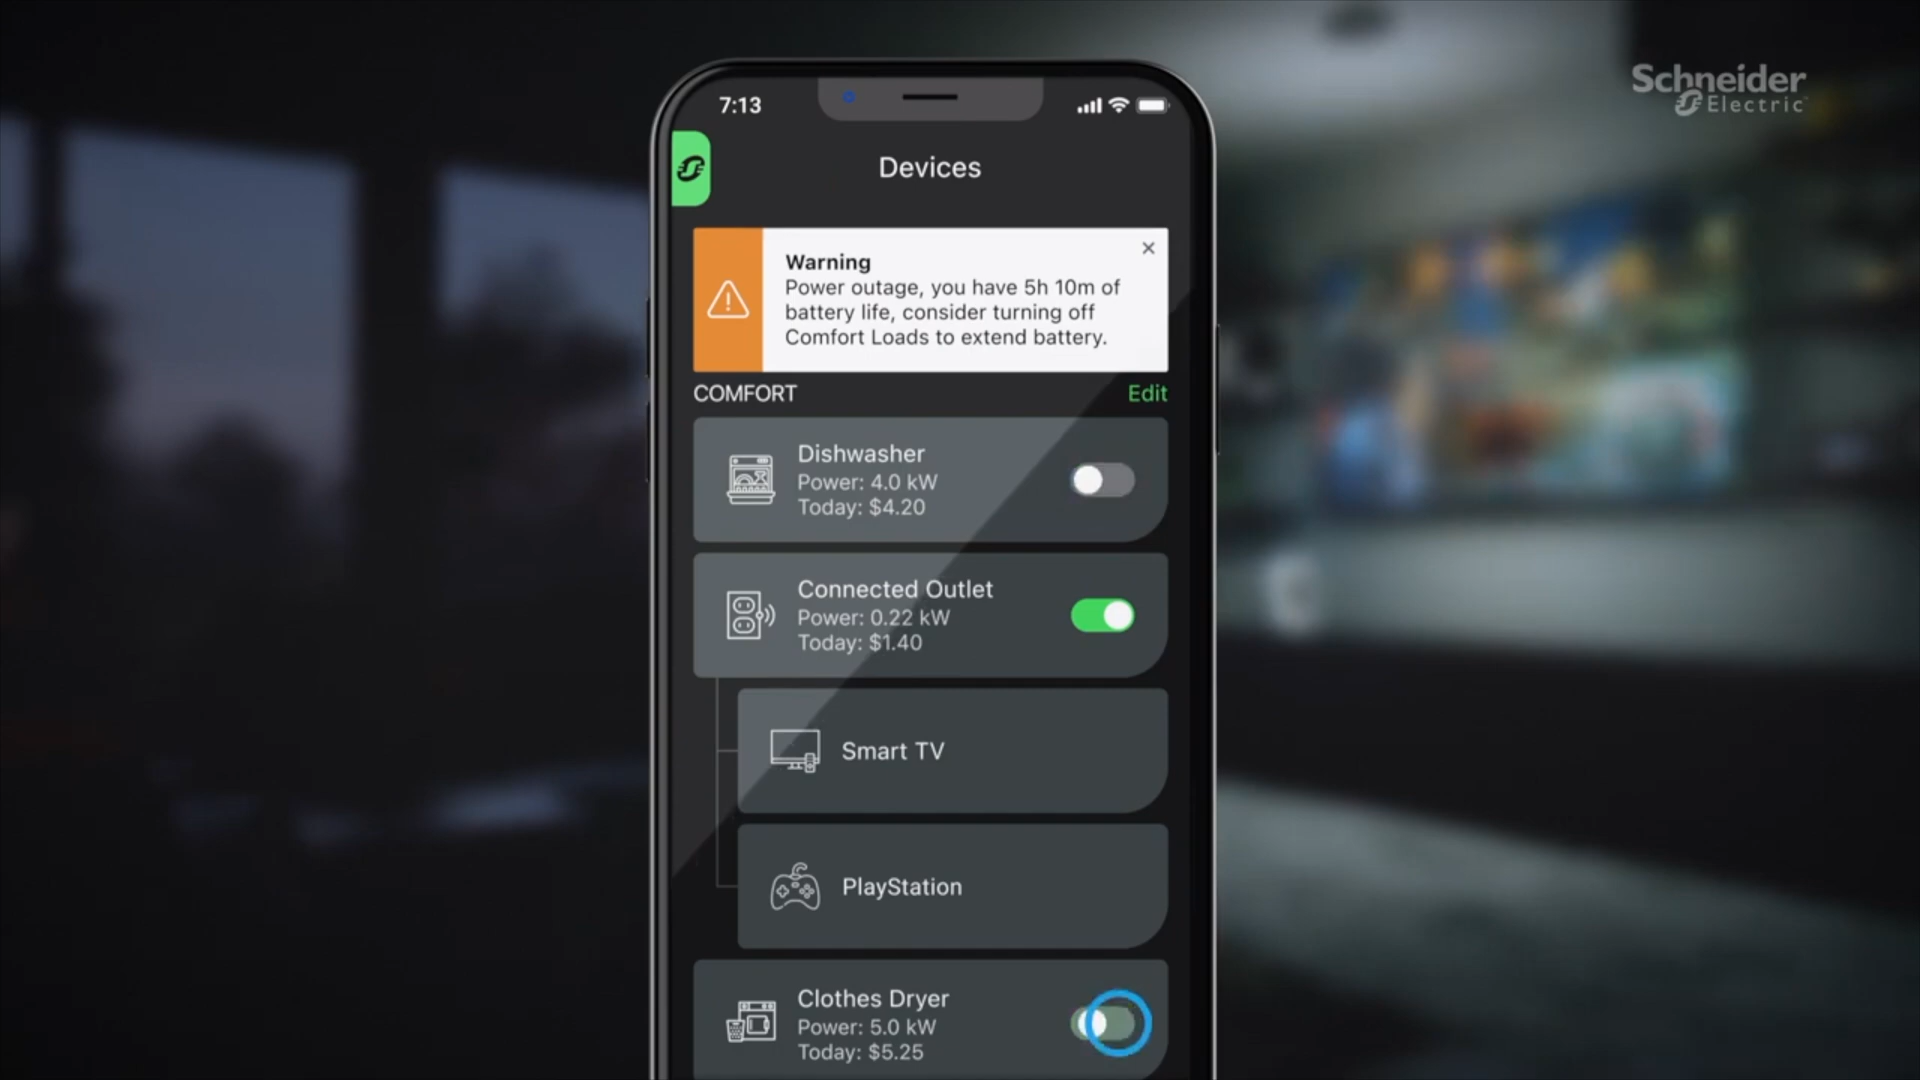 Schneider
Electric
7:13
Devices
Warning
Power outage, you have 5h 10m of
battery life, consider turning off
Comfort Loads to extend battery.
COMFORT
Edit
Dishwasher
Power: 4.0 kW
Today: $4.20
Connected Outlet
Power: 0.22 kW
Today: $1.40
Smart TV
PlayStation
Clothes Dryer
Power: 5.0 kW
Today: $5.25